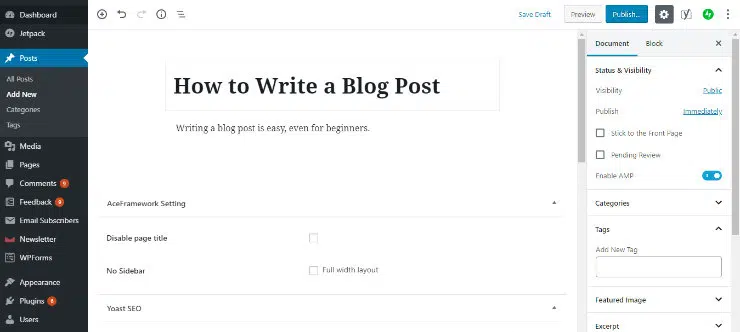 Dashboard
Jetpack
Posts
All Posts
Add New
Categories
Tags
Media
Pages
Comments 9
Feedback 9
Email Subscribers
Newsletter
WPForms
Appearance
Plugins 6
Users
Save Draft
Preview
Publish...
How to Write a Blog Post
Writing a blog post is easy, even for beginners.
AceFramework Setting
Disable page title
No Sidebar
Full width layout
Yoast SEO
Document
Block
Status & Visibility
Visibility
Public
Publish
Immediately
Stick to the Front Page
Pending Review
Enable AMP
Categories
Tags
Add New Tag
Featured Image
Excerpt